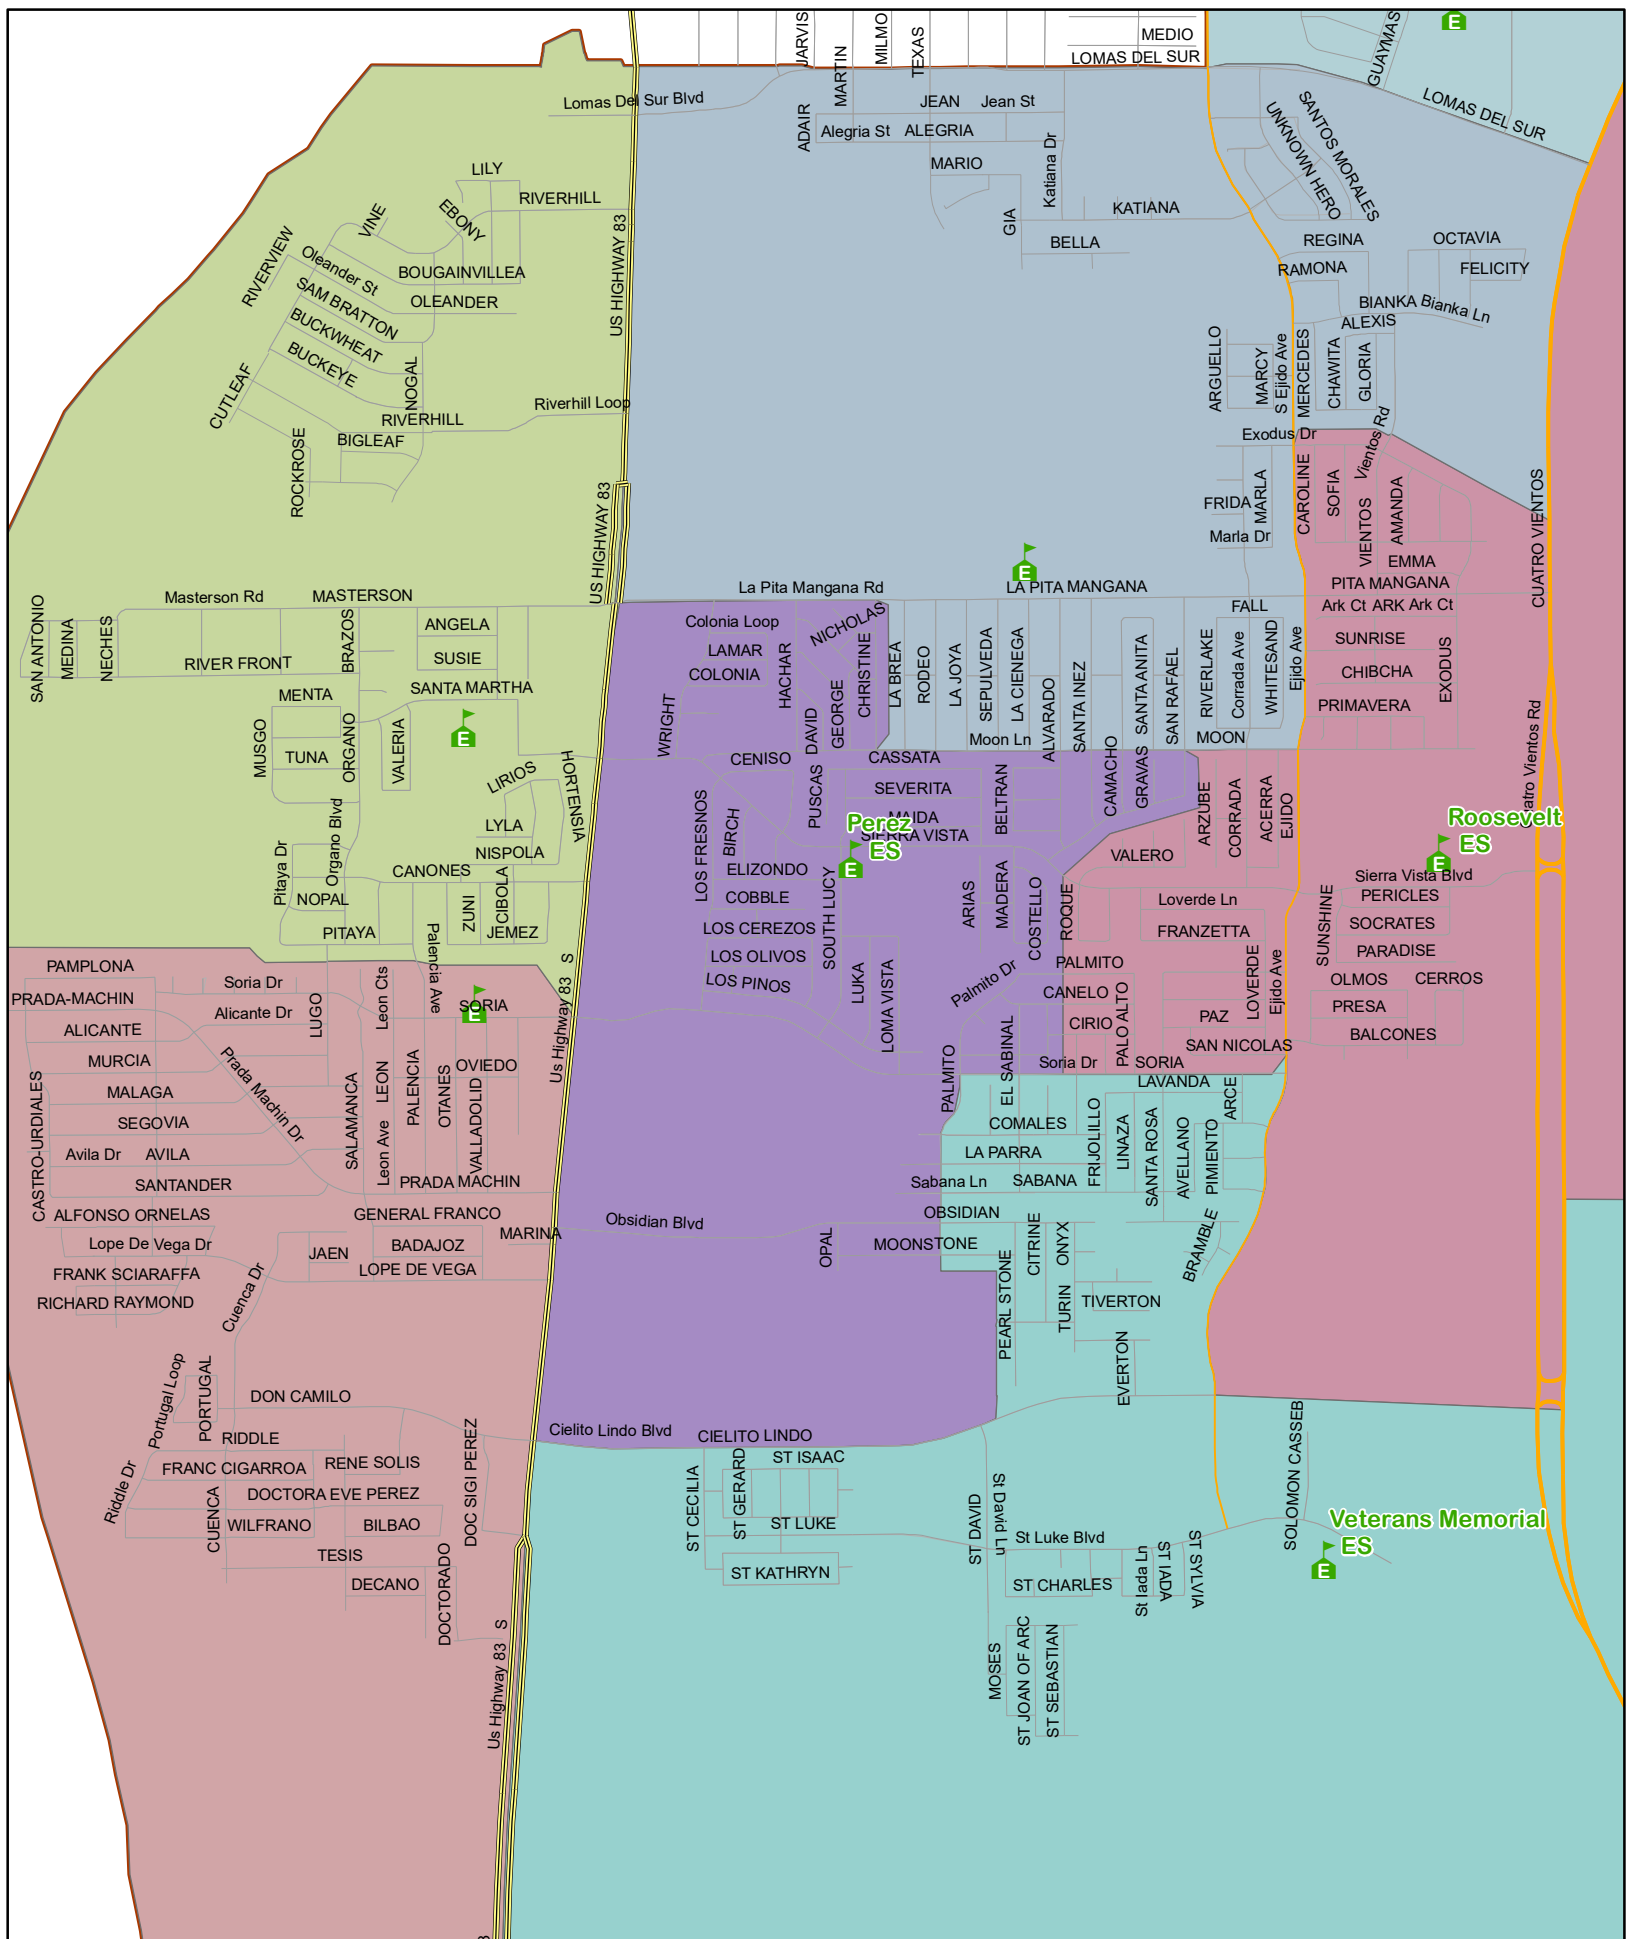 JARVIS
MARTIN
MILMO
TEXAS
MEDIO
LOMAS DEL SUR
GUAYMAS
E
LOMAS DEL SUR
Lomas Del Sur Blvd
ADAIR
JEAN
Jean St
Alegria St
ALEGRIA
MARIO
Katiana Dr
GIA
KATIANA
BELLA
UNKNOWN HERO
SANTOS MORALES
REGINA
RAMONA
OCTAVIA
FELICITY
BIANKA
Bianka Ln
ALEXIS
LILY
RIVERHILL
EBONY
VINE
RIVERVIEW
Oleander St
BOUGAINVILLEA
OLEANDER
SAM BRATTON
BUCKWHEAT
BUCKEYE
NOGAL
CUTLEAF
RIVERHILL
Riverhill Loop
BIGLEAF
ROCKROSE
US HIGHWAY 83
US HIGHWAY 83
ARGUELLO
MARCY
S Ejido Ave
MERCEDES
CHAWITA
GLORIA
Exodus Dr
Vientos Rd
FRIDA
MARLA
Marla Dr
CAROLINE
SOFIA
VIENTOS
AMANDA
EMMA
CUATRO VIENTOS
PITA MANGANA
E
La Pita Mangana Rd
LA PITA MANGANA
FALL
Ark Ct
ARK
Ark Ct
SUNRISE
CHIBCHA
EXODUS
PRIMAVERA
Masterson Rd
MASTERSON
SAN ANTONIO
MEDINA
NECHES
RIVER FRONT
BRAZOS
ANGELA
SUSIE
SANTA MARTHA
MENTA
MUSGO
TUNA
ORGANO
VALERIA
E
LIRIOS
HORTENSIA
LYLA
NISPOLA
Organo Blvd
Pitaya Dr
CANONES
NOPAL
PITAYA
ZUNI
CIBOLA
JEMEZ
Palencia Ave
Colonia Loop
LAMAR
COLONIA
WRIGHT
HACHAR
NICHOLAS
DAVID
GEORGE
CHRISTINE
LA BREA
RODEO
LA JOYA
SEPULVEDA
LA CIENEGA
ALVARADO
SANTA INEZ
SANTA ANITA
SAN RAFAEL
RIVERLAKE
Corrada Ave
WHITESAND
Ejido Ave
Moon Ln
MOON
CENISO
CASSATA
PUSCAS
SEVERITA
MAIDA
SIERRA VISTA
BELTRAN
CAMACHO
GRAVAS
ARZUBE
CORRADA
ACERRA
EJIDO
Perez
ES
E
Roosevelt
ES
E
Cuatro Vientos Rd
Sierra Vista Blvd
LOS FRESNOS
BIRCH
ELIZONDO
COBBLE
LOS CEREZOS
LOS OLIVOS
LOS PINOS
SOUTH LUCY
LUKA
LOMA VISTA
ARIAS
MADERA
COSTELLO
ROQUE
VALERO
Loverde Ln
FRANZETTA
PALMITO
Palmito Dr
CANELO
CIRIO
PALO ALTO
LOVERDE
PAZ
Ejido Ave
SAN NICOLAS
SUNSHINE
PERICLES
SOCRATES
PARADISE
OLMOS
CERROS
PRESA
BALCONES
Soria Dr
SORIA
EL SABINAL
PALMITO
PAMPLONA
PRADA-MACHIN
Soria Dr
Leon Cts
SORIA
E
ALICANTE
Alicante Dr
LUGO
MURCIA
Prada Machin Dr
MALAGA
SEGOVIA
Avila Dr
AVILA
SANTANDER
CASTRO-URDIALES
SALAMANCA
LEON
Leon Ave
PALENCIA
OTANES
OVIEDO
VALLADOLID
PRADA MACHIN
Us Highway 83 S
ALFONSO ORNELAS
GENERAL FRANCO
MARINA
Lope De Vega Dr
JAEN
BADAJOZ
LOPE DE VEGA
FRANK SCIARAFFA
RICHARD RAYMOND
Cuenca Dr
LAVANDA
ARCE
COMALES
LA PARRA
Sabana Ln
SABANA
FRIJOLILLO
LINAZA
SANTA ROSA
AVELLANO
PIMIENTO
Obsidian Blvd
OBSIDIAN
MOONSTONE
OPAL
PEARL STONE
CITRINE
ONYX
TURIN
TIVERTON
EVERTON
BRAMBLE
Portugal Loop
PORTUGAL
DON CAMILO
RIDDLE
Riddle Dr
FRANC CIGARROA
RENE SOLIS
DOC SIGI PEREZ
DOCTORA EVE PEREZ
CUENCA
WILFRANO
BILBAO
TESIS
DECANO
DOCTORADO
Us Highway 83 S
Cielito Lindo Blvd
CIELITO LINDO
ST ISAAC
ST CECILIA
ST GERARD
ST LUKE
ST KATHRYN
ST DAVID
St David Ln
St Luke Blvd
ST CHARLES
St Iada Ln
ST IADA
ST SYLVIA
SOLOMON CASSEB
Veterans Memorial
ES
E
MOSES
ST JOAN OF ARC
ST SEBASTIAN